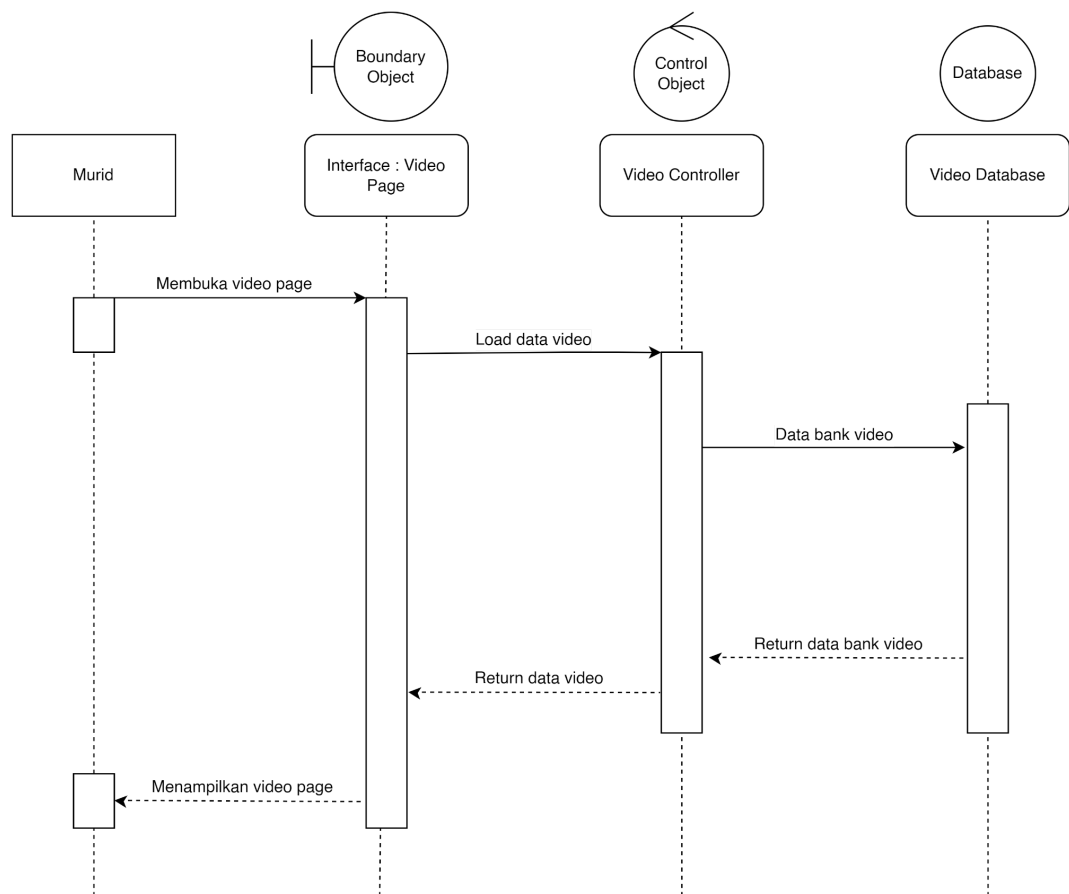 Boundary
Object
Control
Object
Database
Murid
Interface : Video
Page
Video Controller
Video Database
Membuka video page
Load data video
Data bank video
Return data bank video
Return data video
Menampilkan video page